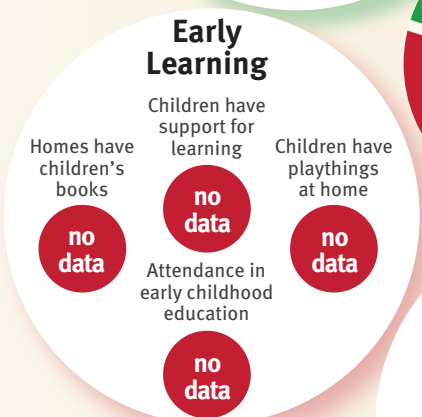 Early
Learning
Children have
support for
learning
no
data
Homes have
children's
books
no
data
Children have
playthings
at home
no
data
Attendance in
early childhood
education
no
data